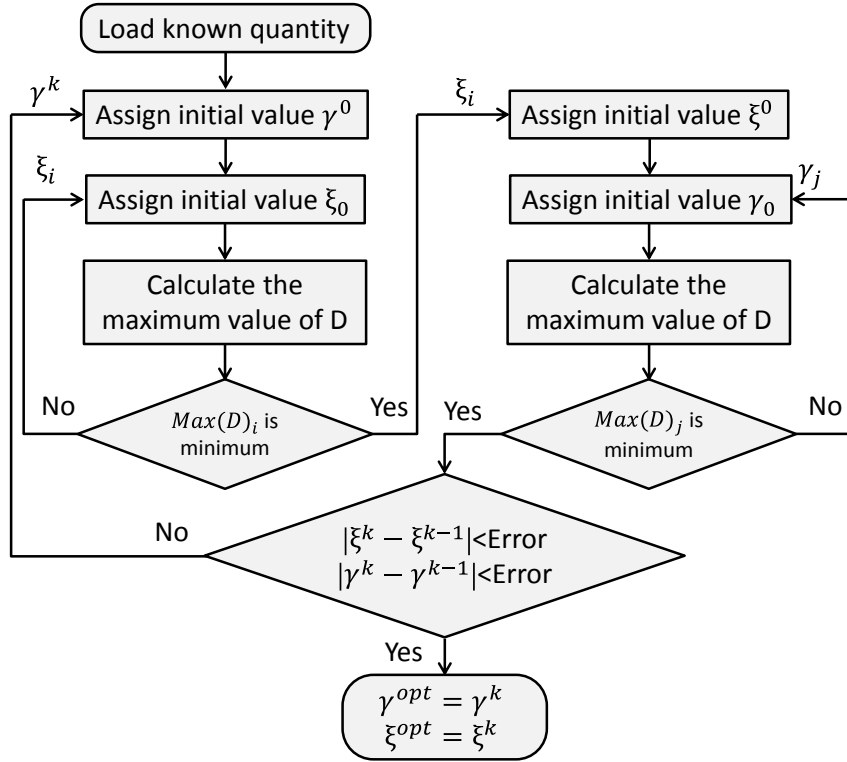 Load known quantity
γ^k
Assign initial value γ^0
ξ_i
Assign initial value ξ_0
Calculate the
maximum value of D
No
Max(D)_i is
minimum
Yes
ξ_i
Assign initial value ξ^0
γ_j
Assign initial value γ_0
Calculate the
maximum value of D
Yes
Max(D)_j is
minimum
No
No
|ξ^k − ξ^{k−1}|<Error
|γ^k − γ^{k−1}|<Error
Yes
γ^{opt} = γ^k
ξ^{opt} = ξ^k